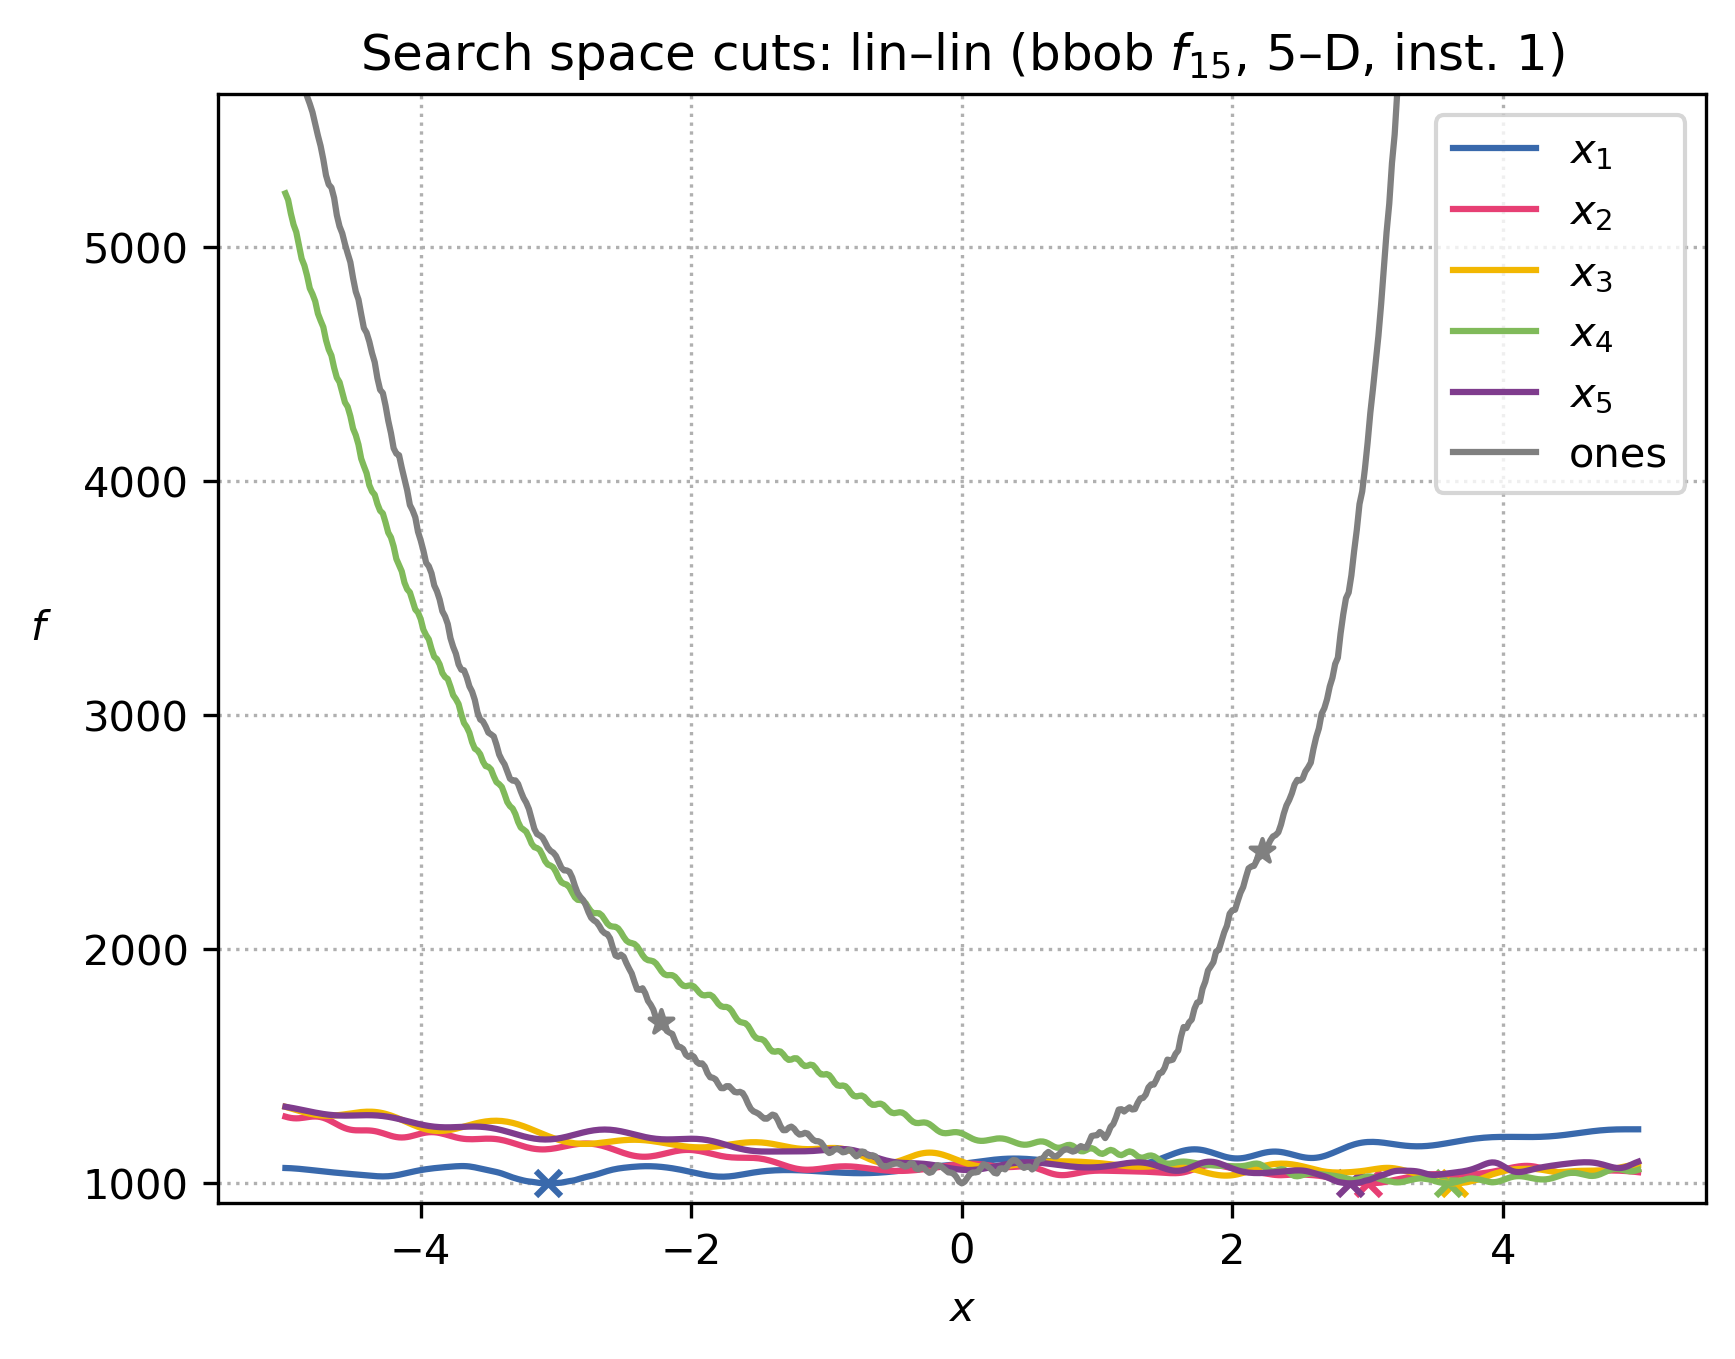 Search space cuts: lin–lin (bbob f₁₅, 5–D, inst. 1)
x₁
x₂
x₃
x₄
x₅
ones
5000
4000
3000
2000
1000
f
−4 −2 0 2 4
x